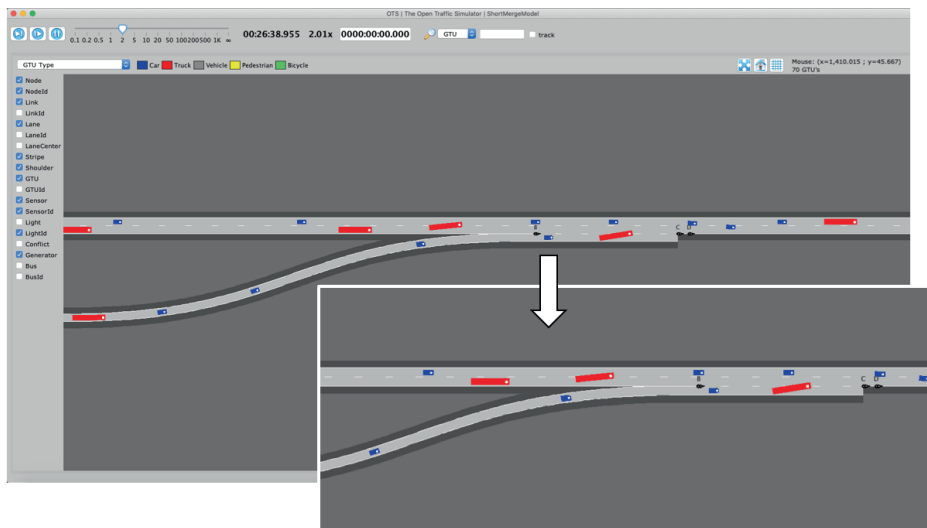 OTS | The Open Traffic Simulator | ShortMergeModel
0.1 0.2 0.5 1 2 5 10 20 50 100200500 1K ∞
00:26:38.955 2.01x 0000:00:00.000 GTU track
GTU Type Car Truck Vehicle Pedestrian Bicycle
Mouse: (x=1,410.015 ; y=45.667)
70 GTU's
Node
NodeId
Link
LinkId
Lane
LaneId
LaneCenter
Stripe
Shoulder
GTU
GTUId
Sensor
SensorId
Light
LightId
Conflict
Generator
Bus
BusId
B
C D
B
C D